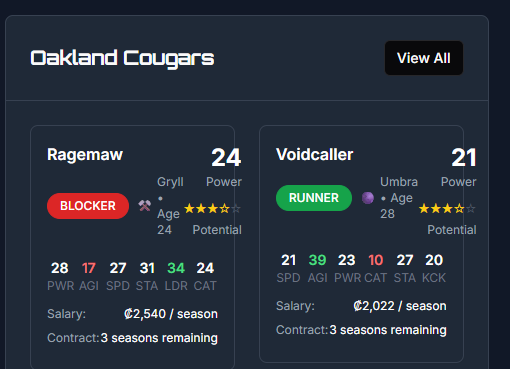 Oakland Cougars
View All
Ragemaw
24
Power
BLOCKER
Gryll
•
Age
24
Potential
28 17 27 31 34 24
PWR AGI SPD STA LDR CAT
Salary: ₡2,540 / season
Contract: 3 seasons remaining
Voidcaller
21
Power
RUNNER
Umbra
• Age
28
Potential
21 39 23 10 27 20
SPD AGI PWR CAT STA KCK
Salary: ₡2,022 / season
Contract: 3 seasons remaining